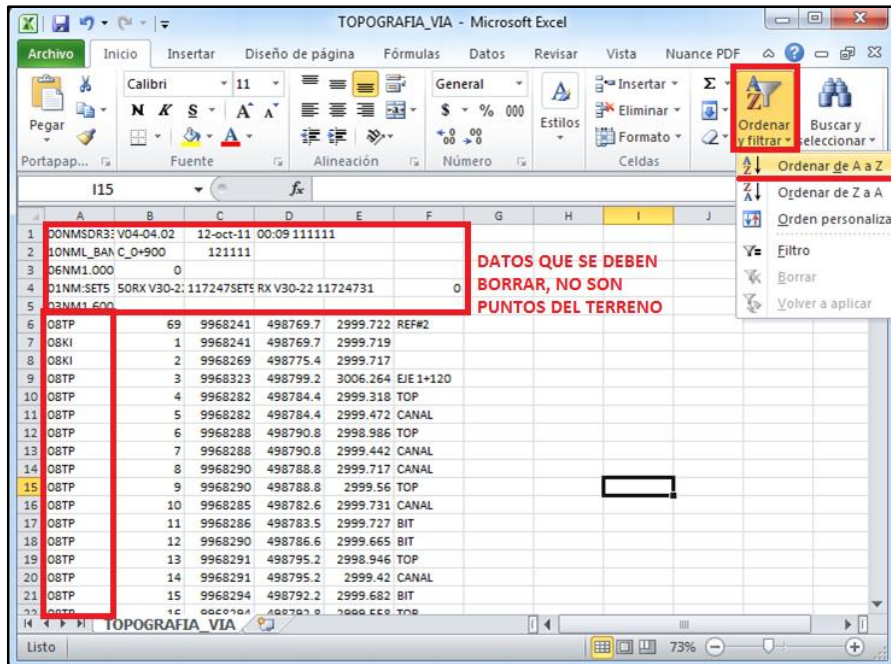 TOPOGRAFIA_VIA - Microsoft Excel
Archivo Inicio Insertar Diseño de página Fórmulas Datos Revisar Vista Nuance PDF
Pegar
Calibri 11
N K S A A
General
$ % 000
Estilos
Insertar
Eliminar
Formato
Σ
Ordenar y filtrar
Buscar y seleccionar
Portapap... Fuente Alineación Número Celdas
Ordenar de A a Z
Ordenar de Z a A
Orden personaliza
Filtro
Borrar
Volver a aplicar
I15 fx
A B C D E F G H I J
1 00NMSDR33 V04-04.02 12-oct-11 00:09 111111
2 10NML_BAN C_0+900 121111
3 06NM1.000 0
4 01NM:SET5 50RX V30-22 117247SET5 RX V30-22 11724731 0
5 03NM1.600
DATOS QUE SE DEBEN
BORRAR, NO SON
PUNTOS DEL TERRENO
6 08TP 69 9968241 498769.7 2999.722 REF#2
7 08KI 1 9968241 498769.7 2999.719
8 08KI 2 9968269 498775.4 2999.717
9 08TP 3 9968323 498799.2 3006.264 EJE 1+120
10 08TP 4 9968282 498784.4 2999.318 TOP
11 08TP 5 9968282 498784.4 2999.472 CANAL
12 08TP 6 9968288 498790.8 2998.986 TOP
13 08TP 7 9968288 498790.8 2999.442 CANAL
14 08TP 8 9968290 498788.8 2999.717 CANAL
15 08TP 9 9968290 498788.8 2999.56 TOP
16 08TP 10 9968285 498782.6 2999.731 CANAL
17 08TP 11 9968286 498783.5 2999.727 BIT
18 08TP 12 9968290 498786.6 2999.665 BIT
19 08TP 13 9968291 498795.2 2998.946 TOP
20 08TP 14 9968291 498795.2 2999.42 CANAL
21 08TP 15 9968294 498792.2 2999.682 BIT
22 08TP 16 9968294 498792.8 2999.558 TOP
TOPOGRAFIA_VIA
Listo 73%